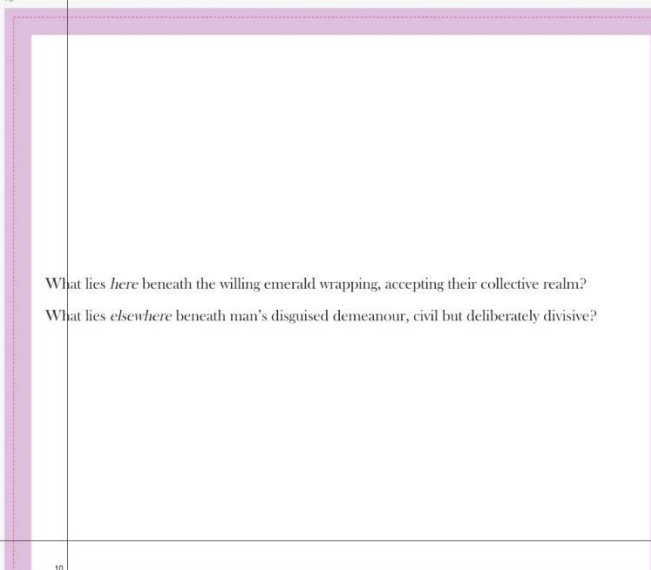 What lies here beneath the willing emerald wrapping, accepting their collective realm?
What lies elsewhere beneath man's disguised demeanour, civil but deliberately divisive?
10